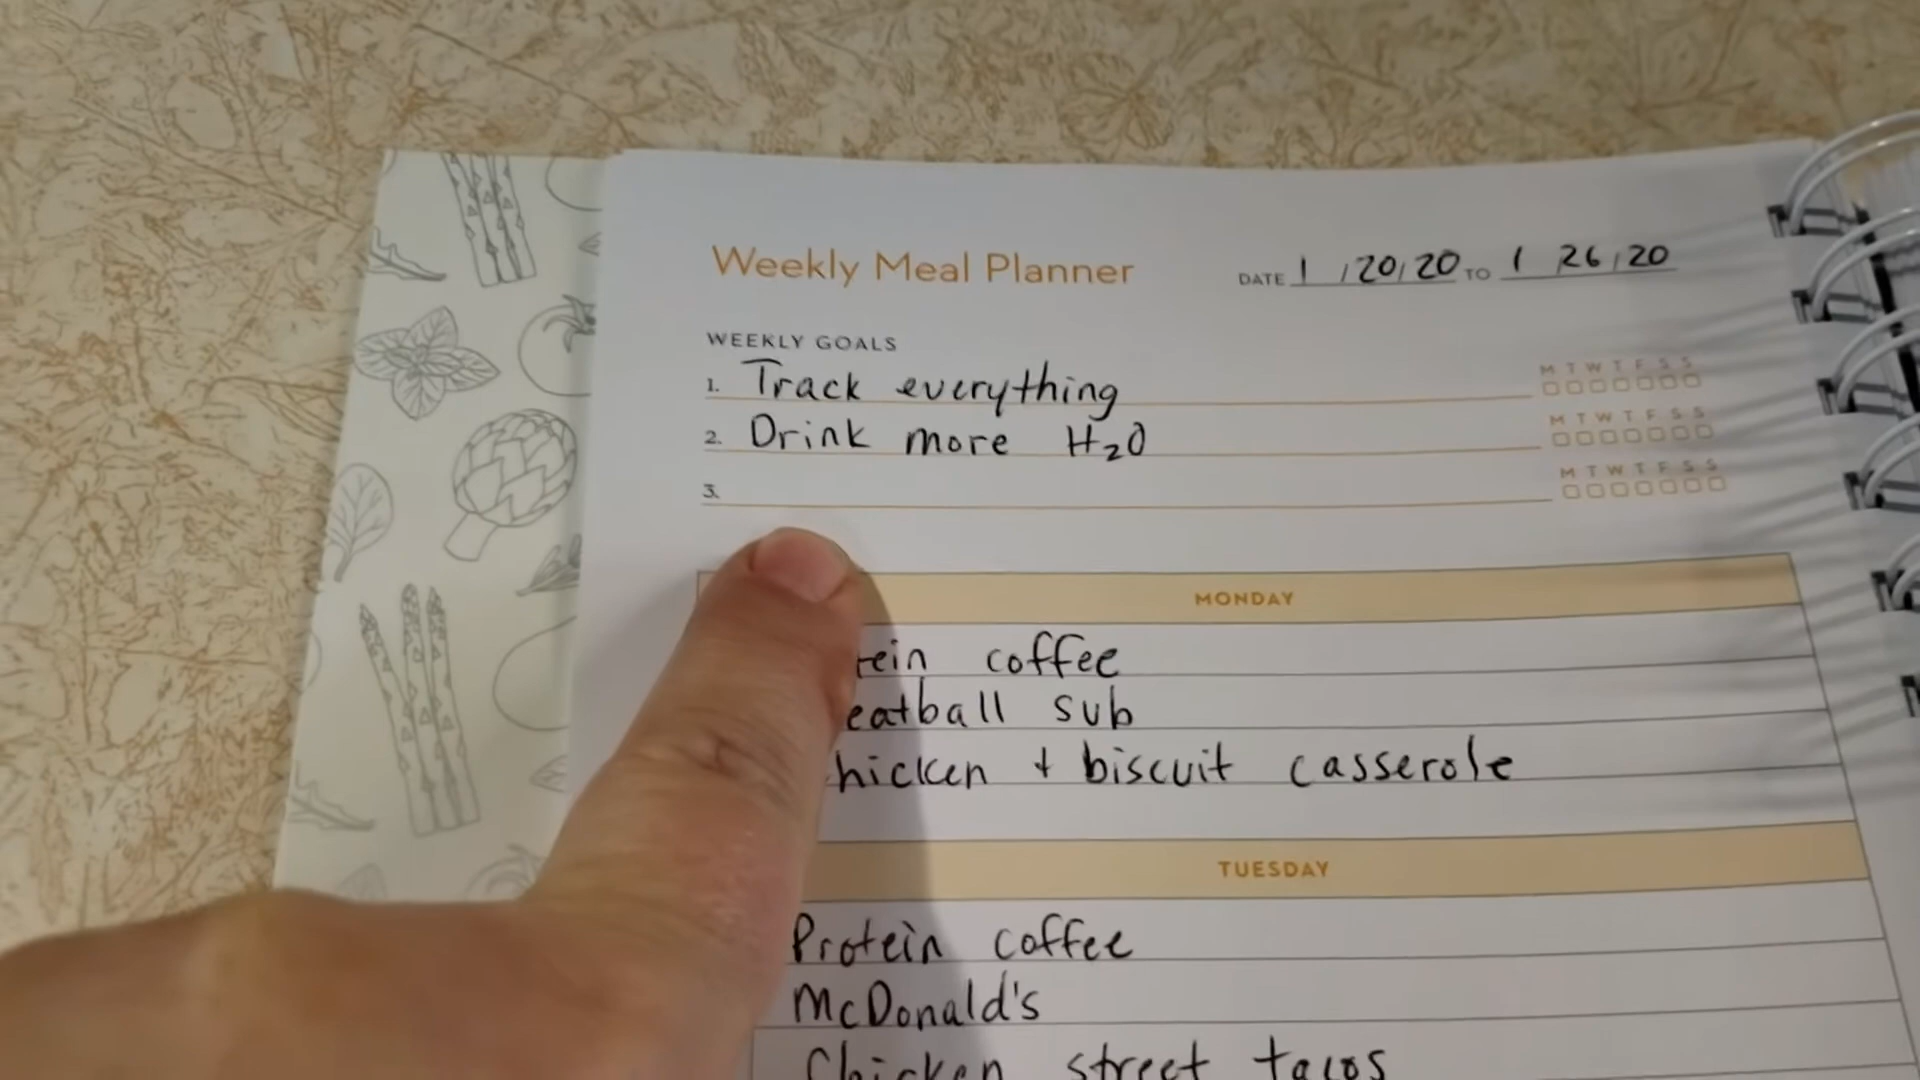 Weekly Meal Planner
DATE 1 /20/20 TO 1 26/20
WEEKLY GOALS
M T W T F S S
1. Track everything
M T W T F S S
2. Drink more H₂O
M T W T F S S
3.
MONDAY
coffee
sub
+ biscuit casserole
TUESDAY
Protein coffee
McDonald's
Chicken street tacos